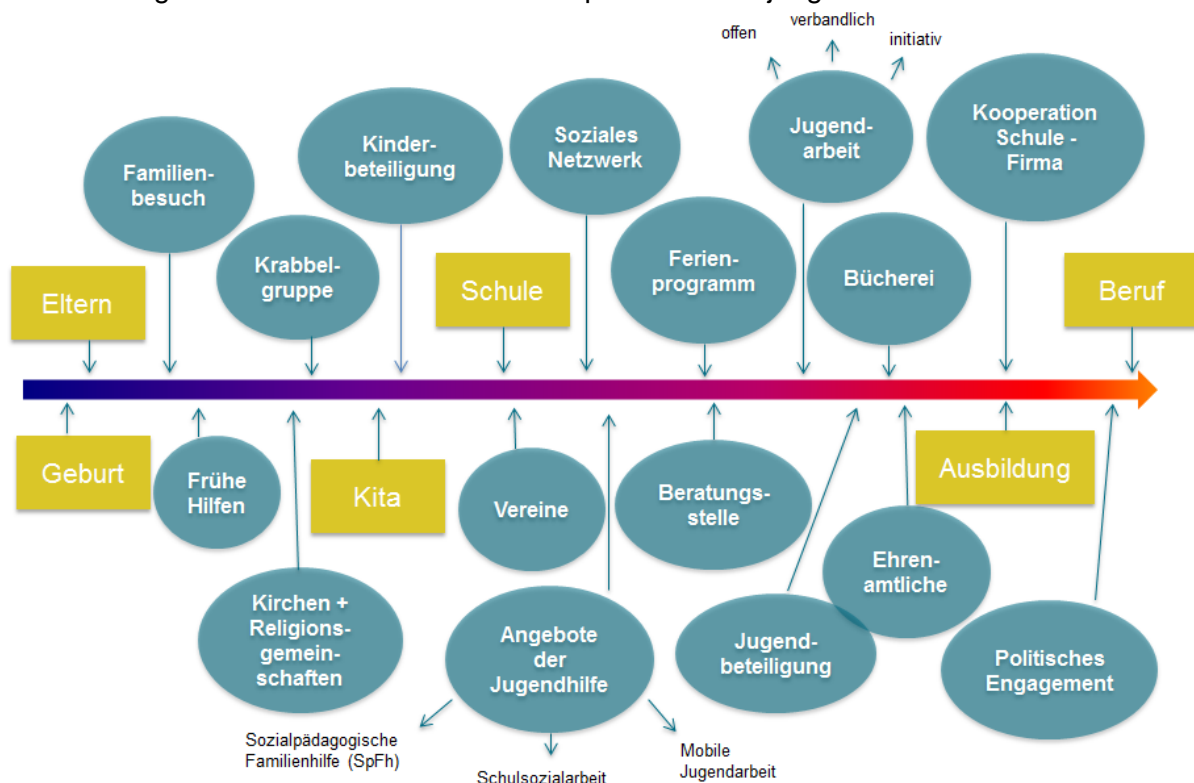 verbandlich
offen
initiativ
Kooperation
Schule -
Firma
Jugend-
arbeit
Soziales
Netzwerk
Kinder-
beteiligung
Familien-
besuch
Krabbel-
gruppe
Ferien-
programm
Bücherei
Eltern
Schule
Beruf
Geburt
Frühe
Hilfen
Kita
Vereine
Beratungs-
stelle
Ausbildung
Ehren-
amtliche
Kirchen +
Religions-
gemein-
schaften
Angebote
der
Jugendhilfe
Jugend-
beteiligung
Politisches
Engagement
Sozialpädagogische
Familienhilfe (SpFh)
Schulsozialarbeit
Mobile
Jugendarbeit